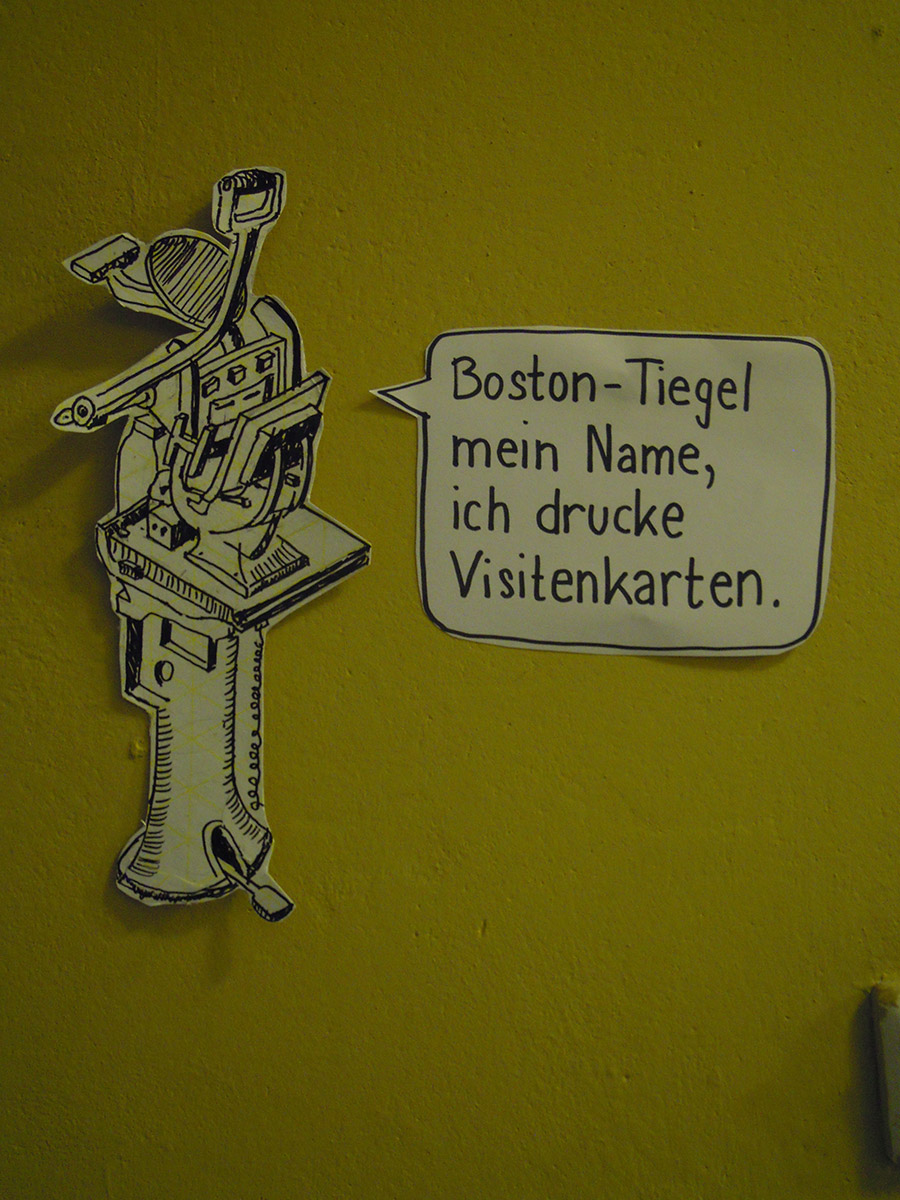 Boston-Tiegel
mein Name,
ich drucke
Visitenkarten.